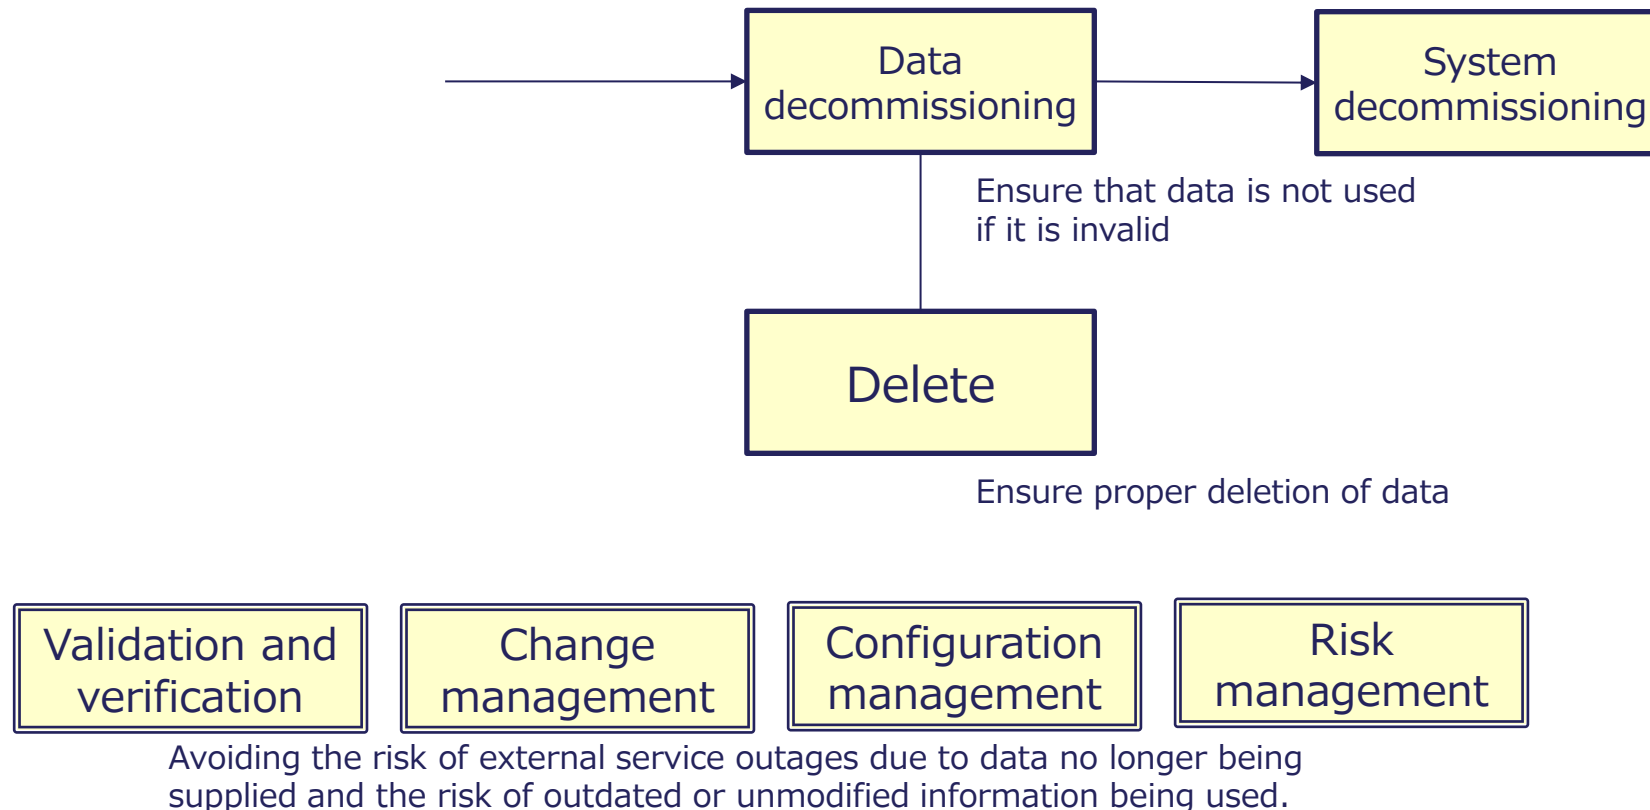 Data
decommissioning
System
decommissioning
Ensure that data is not used
if it is invalid
Delete
Ensure proper deletion of data
Validation and
verification
Change
management
Configuration
management
Risk
management
Avoiding the risk of external service outages due to data no longer being
supplied and the risk of outdated or unmodified information being used.